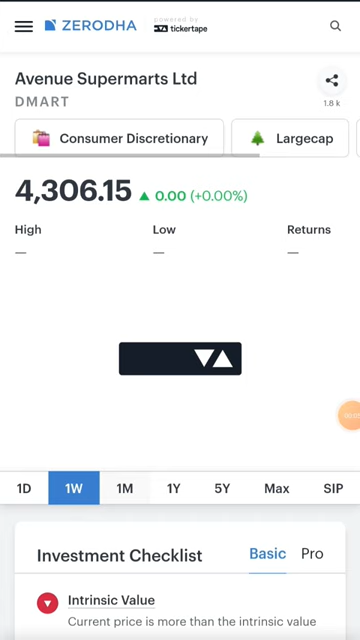 ZERODHA
powered by
tickertape
Avenue Supermarts Ltd
DMART
1.8 k
Consumer Discretionary
Largecap
4,306.15 ▲ 0.00 (+0.00%)
High Low Returns
— — —
1D 1W 1M 1Y 5Y Max SIP
Investment Checklist Basic Pro
Intrinsic Value
Current price is more than the intrinsic value